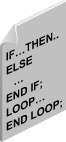 IF...THEN..
ELSE
...
END IF;
LOOP...
END LOOP;